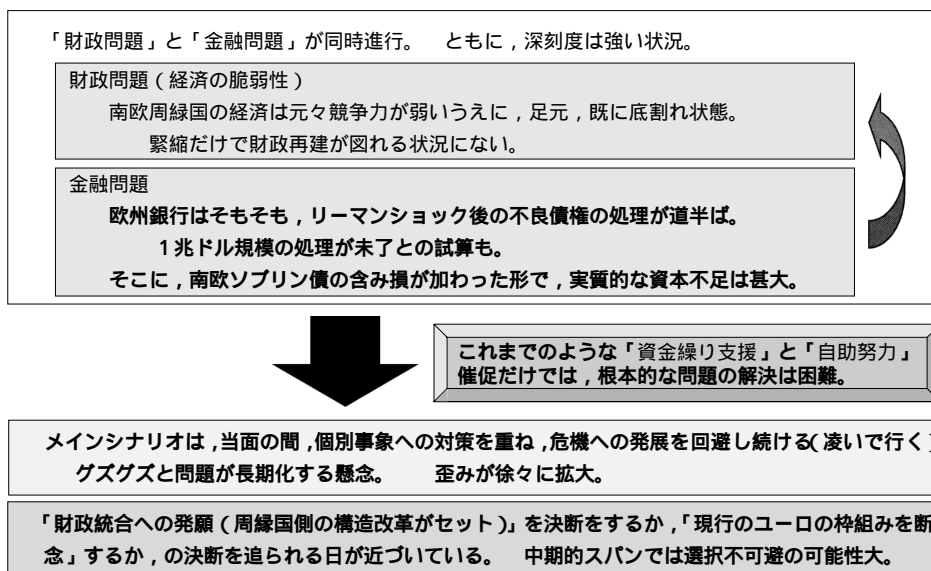 「財政問題」と「金融問題」が同時進行。　ともに，深刻度は強い状況。
財政問題（経済の脆弱性）
南欧周縁国の経済は元々競争力が弱いうえに，足元，既に底割れ状態。
緊縮だけで財政再建が図れる状況にない。
金融問題
欧州銀行はそもそも，リーマンショック後の不良債権の処理が道半ば。
１兆ドル規模の処理が未了との試算も。
そこに，南欧ソブリン債の含み損が加わった形で，実質的な資本不足は甚大。
これまでのような「資金繰り支援」と「自助努力」
催促だけでは，根本的な問題の解決は困難。
メインシナリオは，当面の間，個別事象への対策を重ね，危機への発展を回避し続ける（凌いで行く）
グズグズと問題が長期化する懸念。　歪みが徐々に拡大。
「財政統合への発願（周縁国側の構造改革がセット）」を決断をするか，「現行のユーロの枠組みを断
念」するか，の決断を追られる日が近づいている。　中期的スパンでは選択不可避の可能性大。